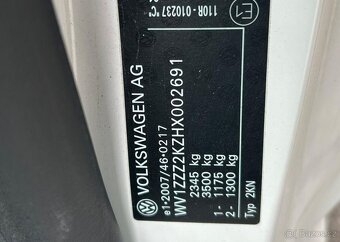 110R-010237 "C"
E1
VOLKSWAGEN AG
e1*2007/46*0217
WV1ZZZ2KZHX002691
2345 kg
3500 kg
1- 1175 kg
2- 1300 kg
Typ 2KN